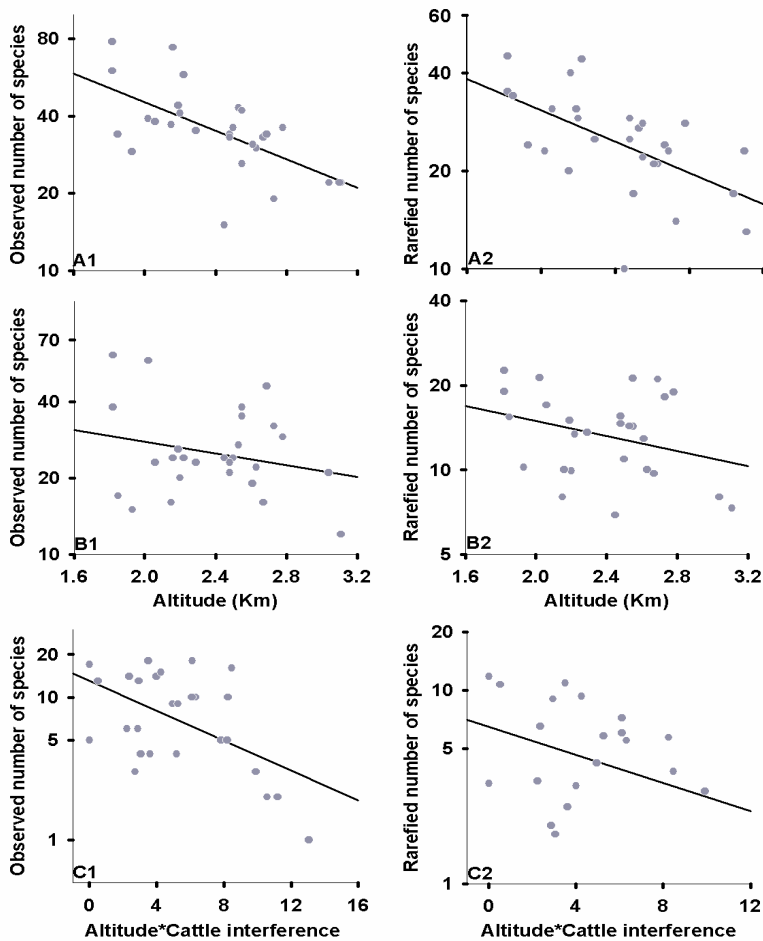 Observed number of species
80
40
20
10
A1
Rarefied number of species
60
40
20
10
A2
Observed number of species
70
40
20
10
B1
1.6 2.0 2.4 2.8 3.2
Altitude (Km)
Rarefied number of species
40
20
10
5
B2
1.6 2.0 2.4 2.8 3.2
Altitude (Km)
Observed number of species
20
10
5
1
C1
0 4 8 12 16
Altitude*Cattle interference
Rarefied number of species
20
10
5
1
C2
0 4 8 12
Altitude*Cattle interference